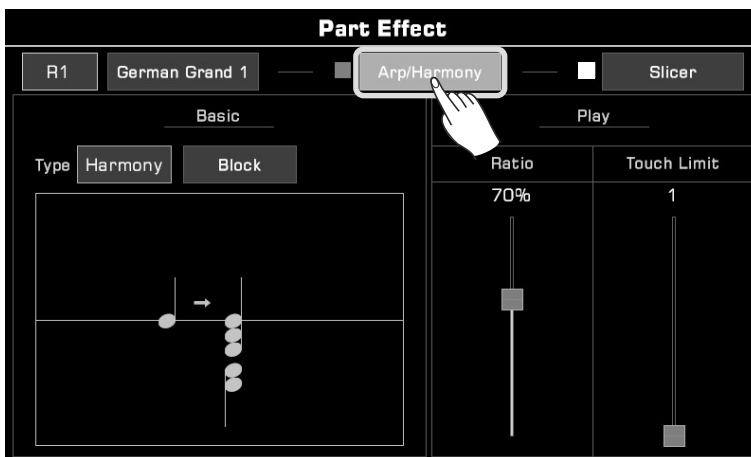 Part Effect
R1 German Grand 1 Arp/Harmony Slicer
Basic Play
Type Harmony Block Ratio Touch Limit
70% 1